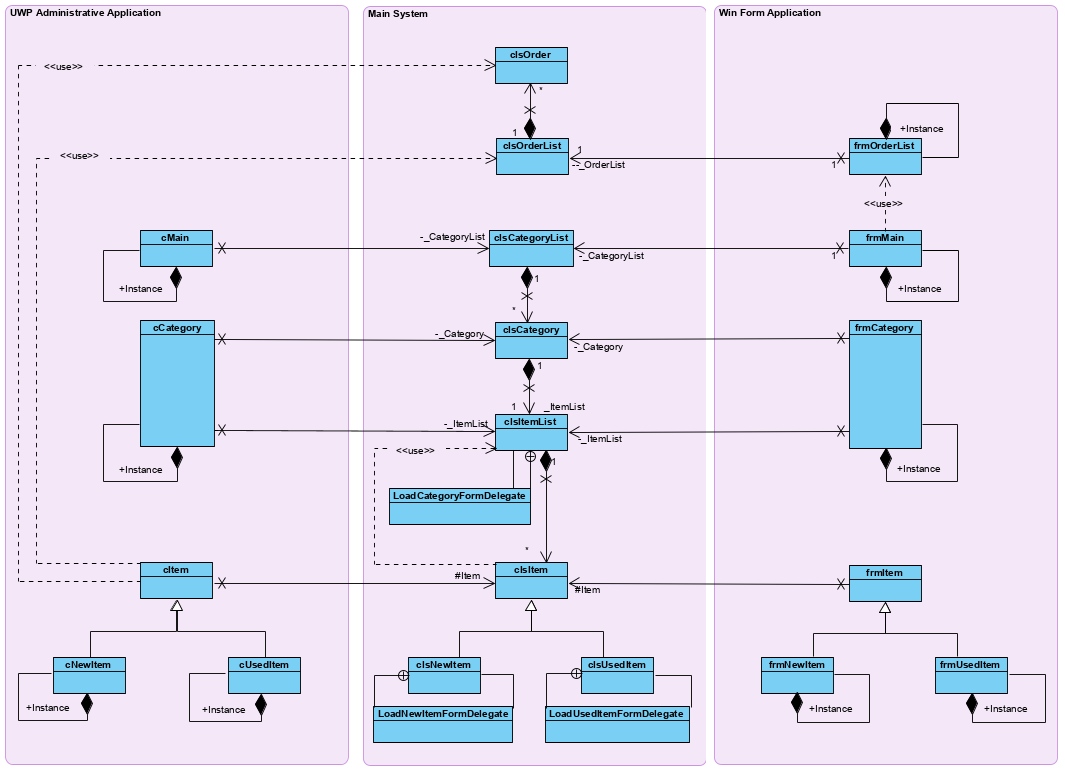 UWP Administrative Application
Main System
Win Form Application
clsOrder
<<use>>
*
1
+Instance
clsOrderList
1
frmOrderList
<<use>>
--_OrderList
1
<<use>>
cMain
-_CategoryList
clsCategoryList
frmMain
-_CategoryList
1
+Instance
1
+Instance
*
cCategory
clsCategory
frmCategory
-_Category
-_Category
1
1
_ItemList
clsItemList
-_ItemList
-_ItemList
<<use>>
1
+Instance
+Instance
LoadCategoryFormDelegate
*
cItem
clsItem
frmItem
#Item
#Item
cNewItem
cUsedItem
clsNewItem
clsUsedItem
frmNewItem
frmUsedItem
+Instance
+Instance
LoadNewItemFormDelegate
LoadUsedItemFormDelegate
+Instance
+Instance